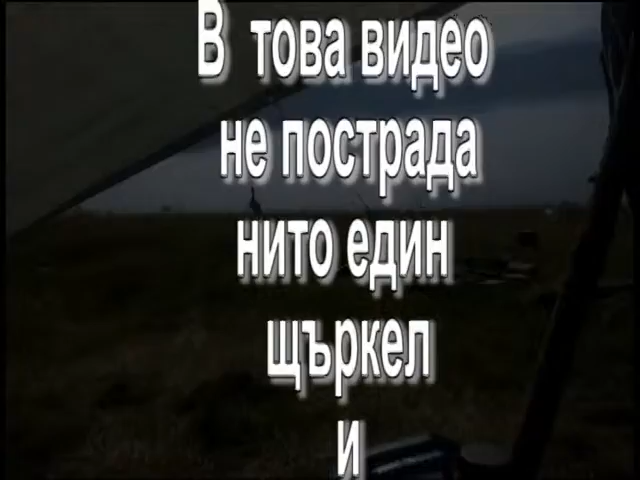 В това видео
не пострада
нито един
щъркел
и